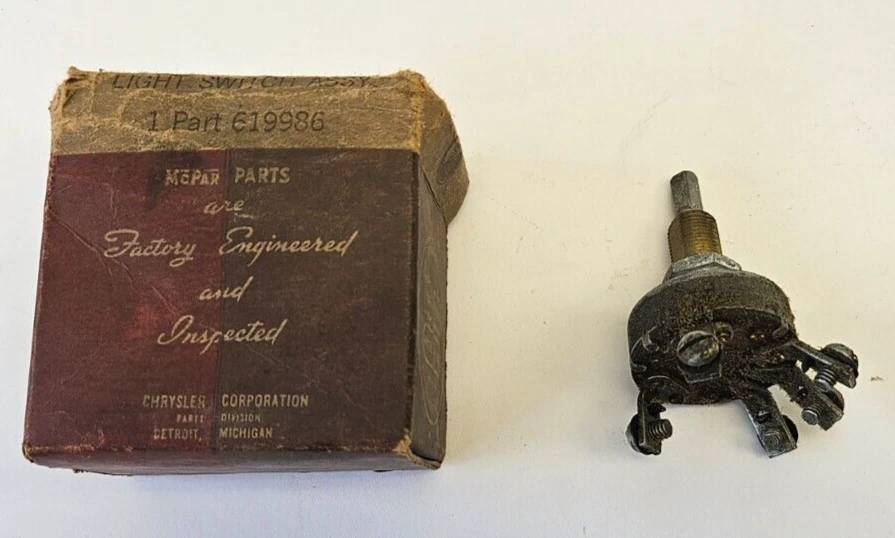 LIGHT SWITCH ASSY.
1 Part 619986
MOPAR PARTS
are
Factory Engineered
and
Inspected
CHRYSLER CORPORATION
PARTS DIVISION
DETROIT, MICHIGAN